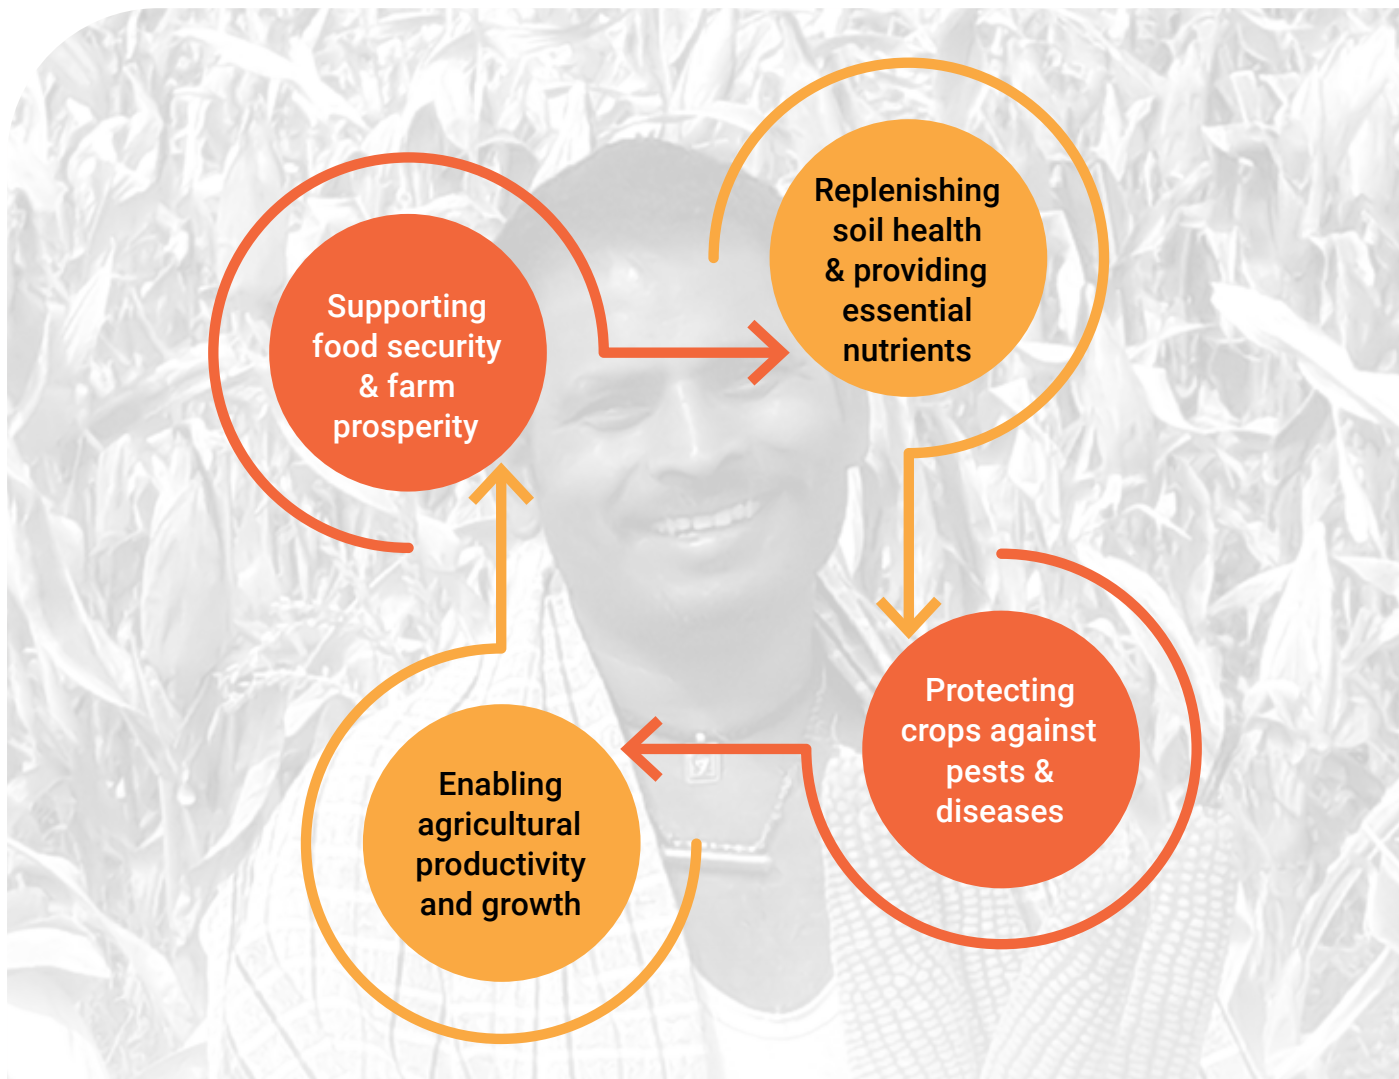 Supporting
food security
& farm
prosperity
Replenishing
soil health
& providing
essential
nutrients
Protecting
crops against
pests &
diseases
Enabling
agricultural
productivity
and growth